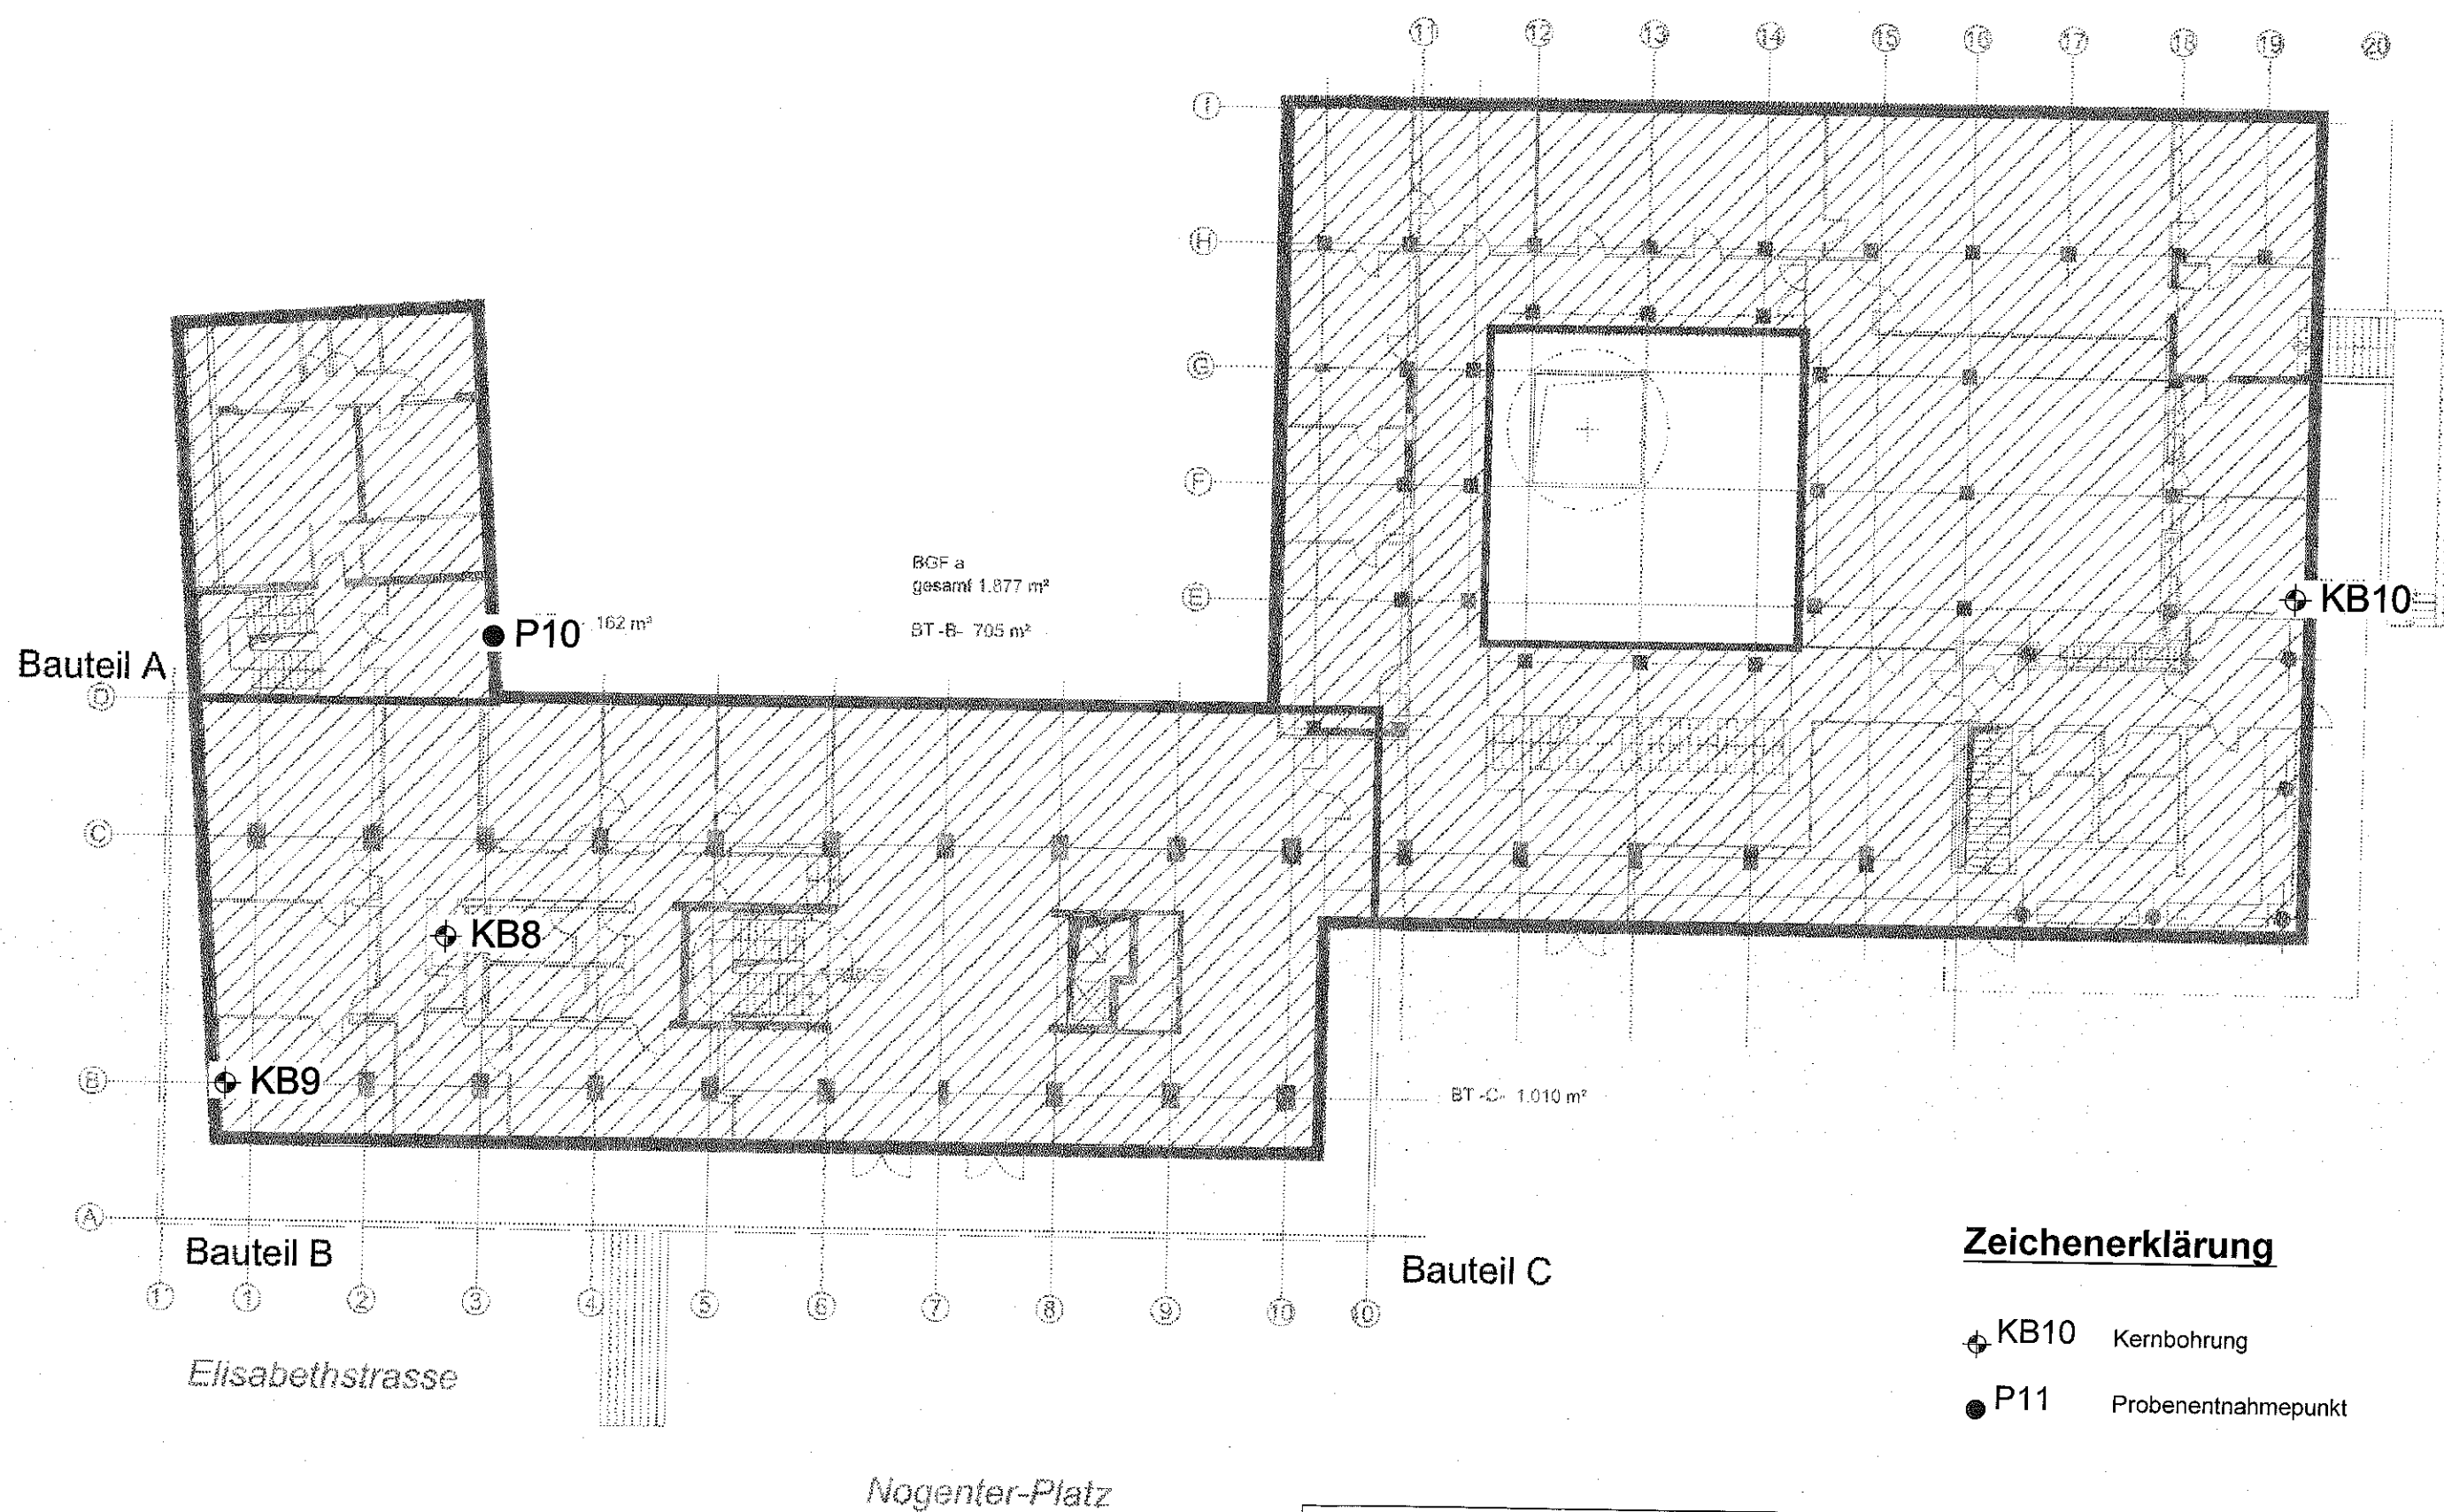 11 12 13 14 15 16 17 18 19 20
I
H
G
F
E
BGF a
gesamt 1.877 m²
BT -B- 705 m²
KB10
P10
162 m²
Bauteil A
D
C
KB8
B
KB9
BT -C- 1.010 m²
A
Bauteil B
Bauteil C
1' 1 2 3 4 5 6 7 8 9 10
Elisabethstrasse
Nogenter-Platz
Zeichenerklärung
KB10 Kernbohrung
P11 Probenentnahmepunkt